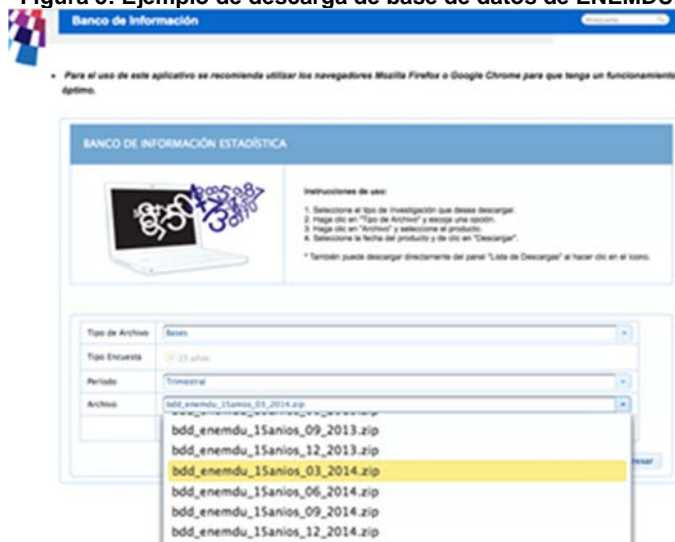 Figura 5: Ejemplo de descarga de base de datos de ENEMDU.
Banco de Información
Para el uso de este aplicativo se recomienda utilizar los navegadores Mozilla Firefox o Google Chrome para que tenga un funcionamiento
óptimo.
BANCO DE INFORMACIÓN ESTADÍSTICA
Instrucciones de uso:
1. Seleccione el tipo de investigación que desea descargar.
2. Haga clic en "Tipo de Archivo" y escoja una opción.
3. Haga clic en "Archivo" y seleccione el producto.
4. Seleccione la fecha del producto y de clic en "Descargar".
* También puede descargar directamente del panel "Lista de Descargas" al hacer clic en el icono.
Tipo de Archivo Bases
Tipo Encuesta 15 años
Periodo Trimestral
Archivo bdd_enemdu_15anios_03_2014.zip
bdd_enemdu_15anios_09_2013.zip
bdd_enemdu_15anios_12_2013.zip
bdd_enemdu_15anios_03_2014.zip
bdd_enemdu_15anios_06_2014.zip
bdd_enemdu_15anios_09_2014.zip
bdd_enemdu_15anios_12_2014.zip